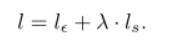 l = l_ϵ + λ · l_s.